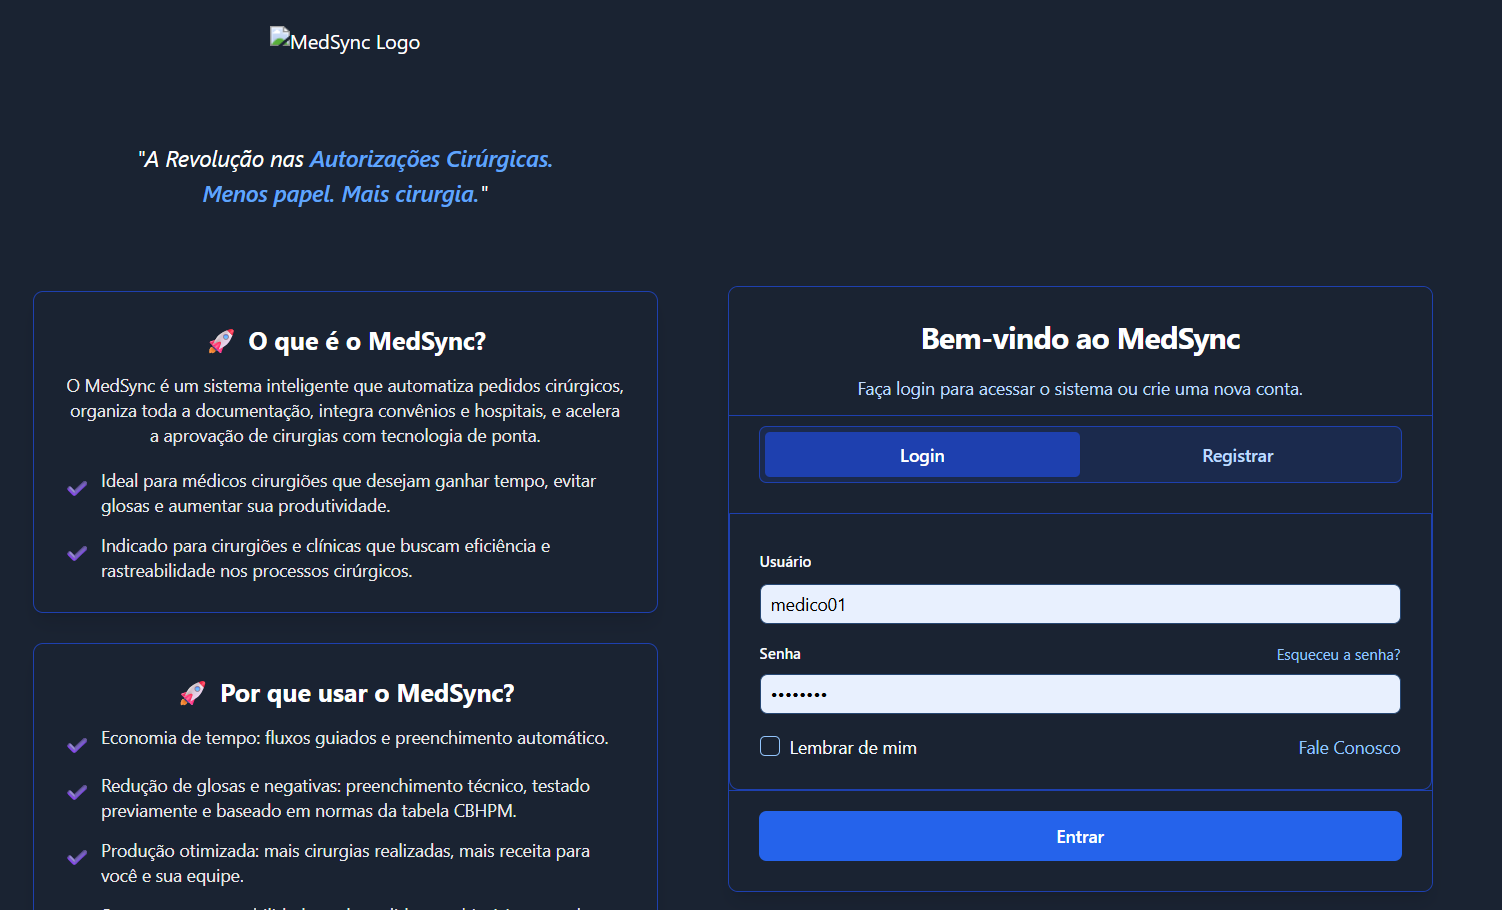 MedSync Logo
"A Revolução nas Autorizações Cirúrgicas.
Menos papel. Mais cirurgia."
🚀 O que é o MedSync?
O MedSync é um sistema inteligente que automatiza pedidos cirúrgicos,
organiza toda a documentação, integra convênios e hospitais, e acelera
a aprovação de cirurgias com tecnologia de ponta.
Ideal para médicos cirurgiões que desejam ganhar tempo, evitar
glosas e aumentar sua produtividade.
Indicado para cirurgiões e clínicas que buscam eficiência e
rastreabilidade nos processos cirúrgicos.
🚀 Por que usar o MedSync?
Economia de tempo: fluxos guiados e preenchimento automático.
Redução de glosas e negativas: preenchimento técnico, testado
previamente e baseado em normas da tabela CBHPM.
Produção otimizada: mais cirurgias realizadas, mais receita para
você e sua equipe.
Bem-vindo ao MedSync
Faça login para acessar o sistema ou crie uma nova conta.
Login
Registrar
Usuário
medico01
Senha
Esqueceu a senha?
••••••••
Lembrar de mim
Fale Conosco
Entrar